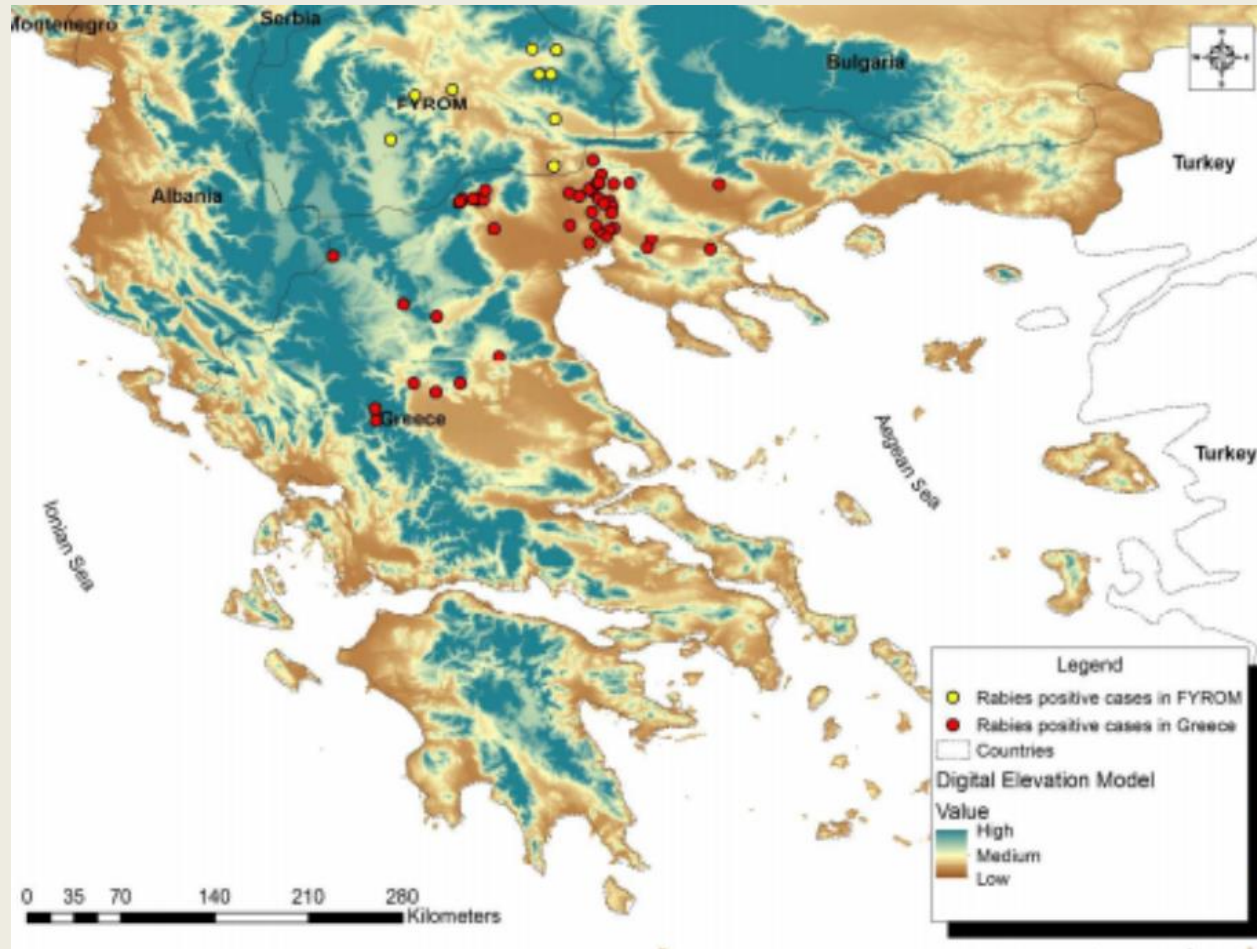 Montenegro
Serbia
Bulgaria
FYROM
Turkey
Albania
Greece
Aegean Sea
Turkey
Ionian Sea
Legend
Rabies positive cases in FYROM
Rabies positive cases in Greece
Countries
Digital Elevation Model
Value
High
Medium
Low
0 35 70 140 210 280
Kilometers